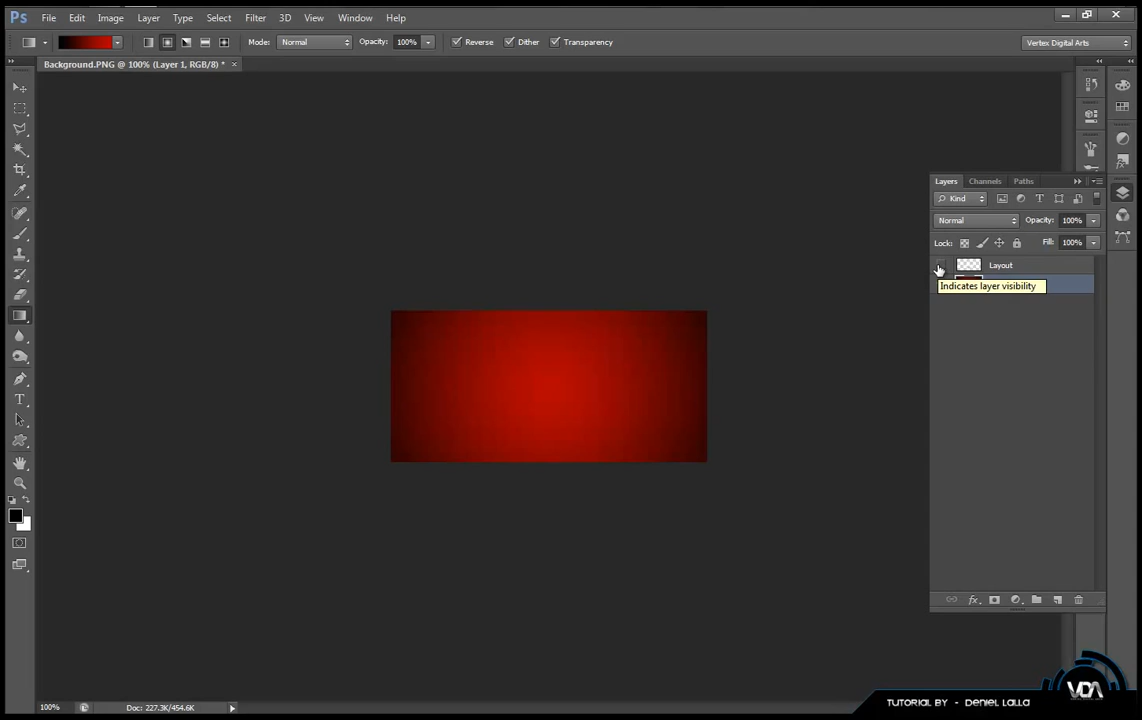 Ps File Edit Image Layer Type Select Filter 3D View Window Help
Mode: Normal Opacity: 100% Reverse Dither Transparency Vertex Digital Arts
Background.PNG @ 100% (Layer 1, RGB/8) * ×
Layers Channels Paths
Kind T
Normal Opacity: 100%
Lock: Fill: 100%
Layout
Indicates layer visibility
T
fx
100% Doc: 227.3K/454.6K
VDA
TUTORIAL BY - DENIEL LALLA